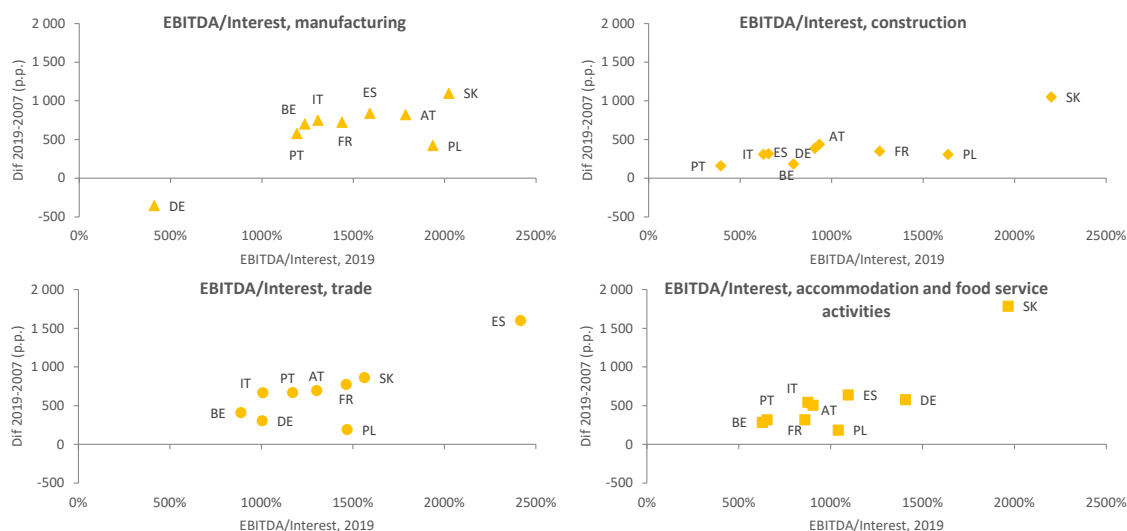 EBITDA/Interest, manufacturing
Dif 2019-2007 (p.p.)
2 000
1 500
1 000
500
0
-500
ES
SK
IT
BE
AT
FR
PT
PL
DE
0% 500% 1000% 1500% 2000% 2500%
EBITDA/Interest, 2019
EBITDA/Interest, construction
Dif 2019-2007 (p.p.)
2 000
1 500
1 000
500
0
-500
SK
AT
IT ES DE FR PL
PT
BE
0% 500% 1000% 1500% 2000% 2500%
EBITDA/Interest, 2019
EBITDA/Interest, trade
Dif 2019-2007 (p.p.)
2 000
1 500
1 000
500
0
-500
ES
IT PT AT SK
FR
BE
DE
PL
0% 500% 1000% 1500% 2000% 2500%
EBITDA/Interest, 2019
EBITDA/Interest, accommodation and food service
activities
Dif 2019-2007 (p.p.)
2 000
1 500
1 000
500
0
-500
SK
IT
ES
PT DE
AT
BE
FR PL
0% 500% 1000% 1500% 2000% 2500%
EBITDA/Interest, 2019